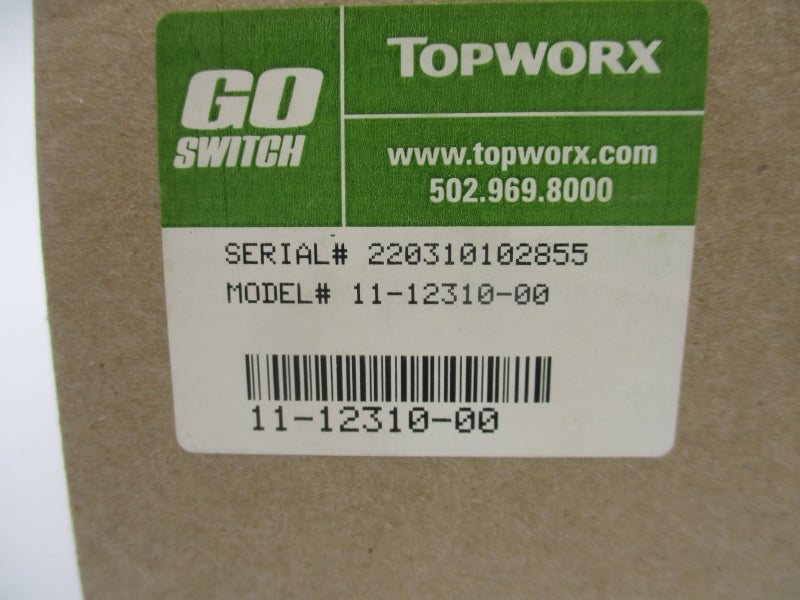 GO
SWITCH
TOPWORX
www.topworx.com
502.969.8000
SERIAL# 220310102855
MODEL# 11-12310-00
11-12310-00